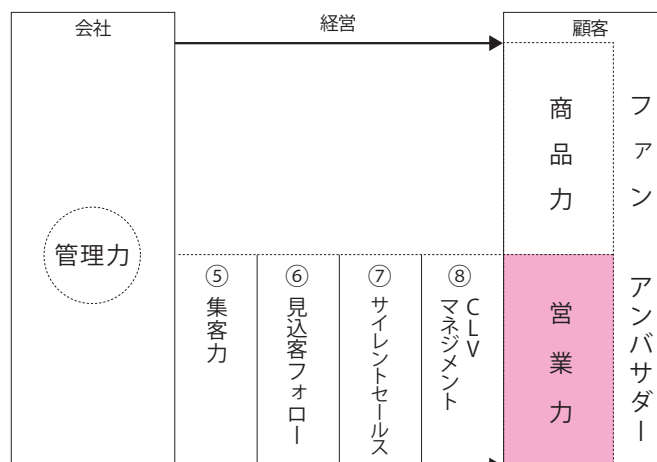 会社
経営
顧客
商品力
ファン
管理力
⑤
集客力
⑥
見込客フォロー
⑦
サイレントセールス
⑧
CLV
マネジメント
営業力
アンバサダー